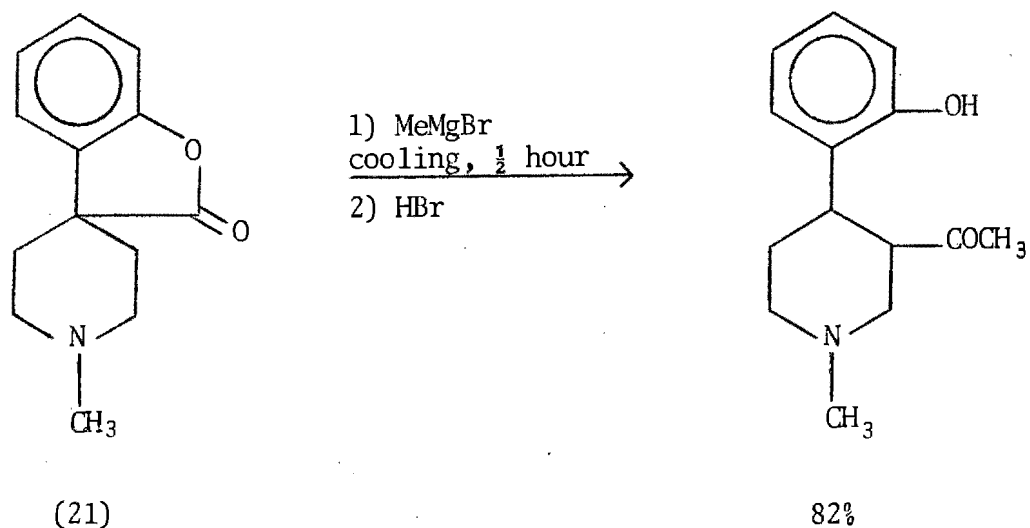 O
O
N
CH3
(21)
1) MeMgBr
cooling, ½ hour
2) HBr
OH
COCH3
N
CH3
82%